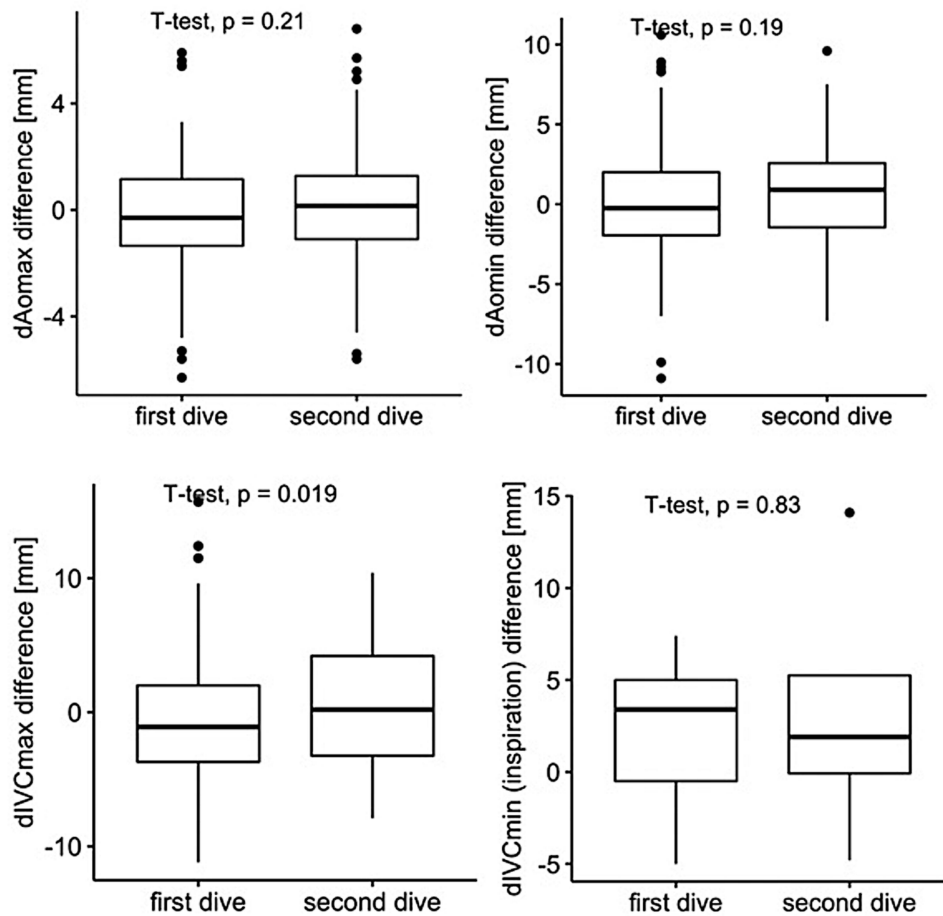 T-test, p = 0.21
dAomax difference [mm]
4
0
-4
first dive
second dive
T-test, p = 0.19
dAomin difference [mm]
10
5
0
-5
-10
first dive
second dive
T-test, p = 0.019
dIVCmax difference [mm]
10
0
-10
first dive
second dive
T-test, p = 0.83
dIVCmin (inspiration) difference [mm]
15
10
5
0
-5
first dive
second dive